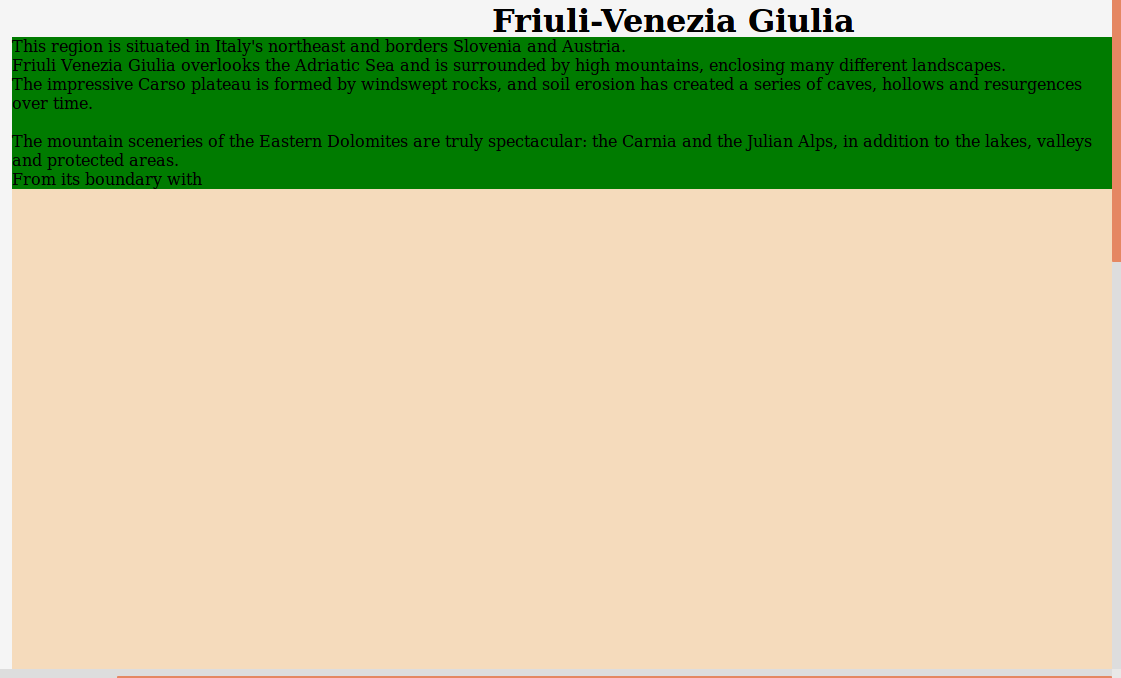 Friuli-Venezia Giulia
This region is situated in Italy's northeast and borders Slovenia and Austria.
Friuli Venezia Giulia overlooks the Adriatic Sea and is surrounded by high mountains, enclosing many different landscapes.
The impressive Carso plateau is formed by windswept rocks, and soil erosion has created a series of caves, hollows and resurgences
over time.
The mountain sceneries of the Eastern Dolomites are truly spectacular: the Carnia and the Julian Alps, in addition to the lakes, valleys
and protected areas.
From its boundary with